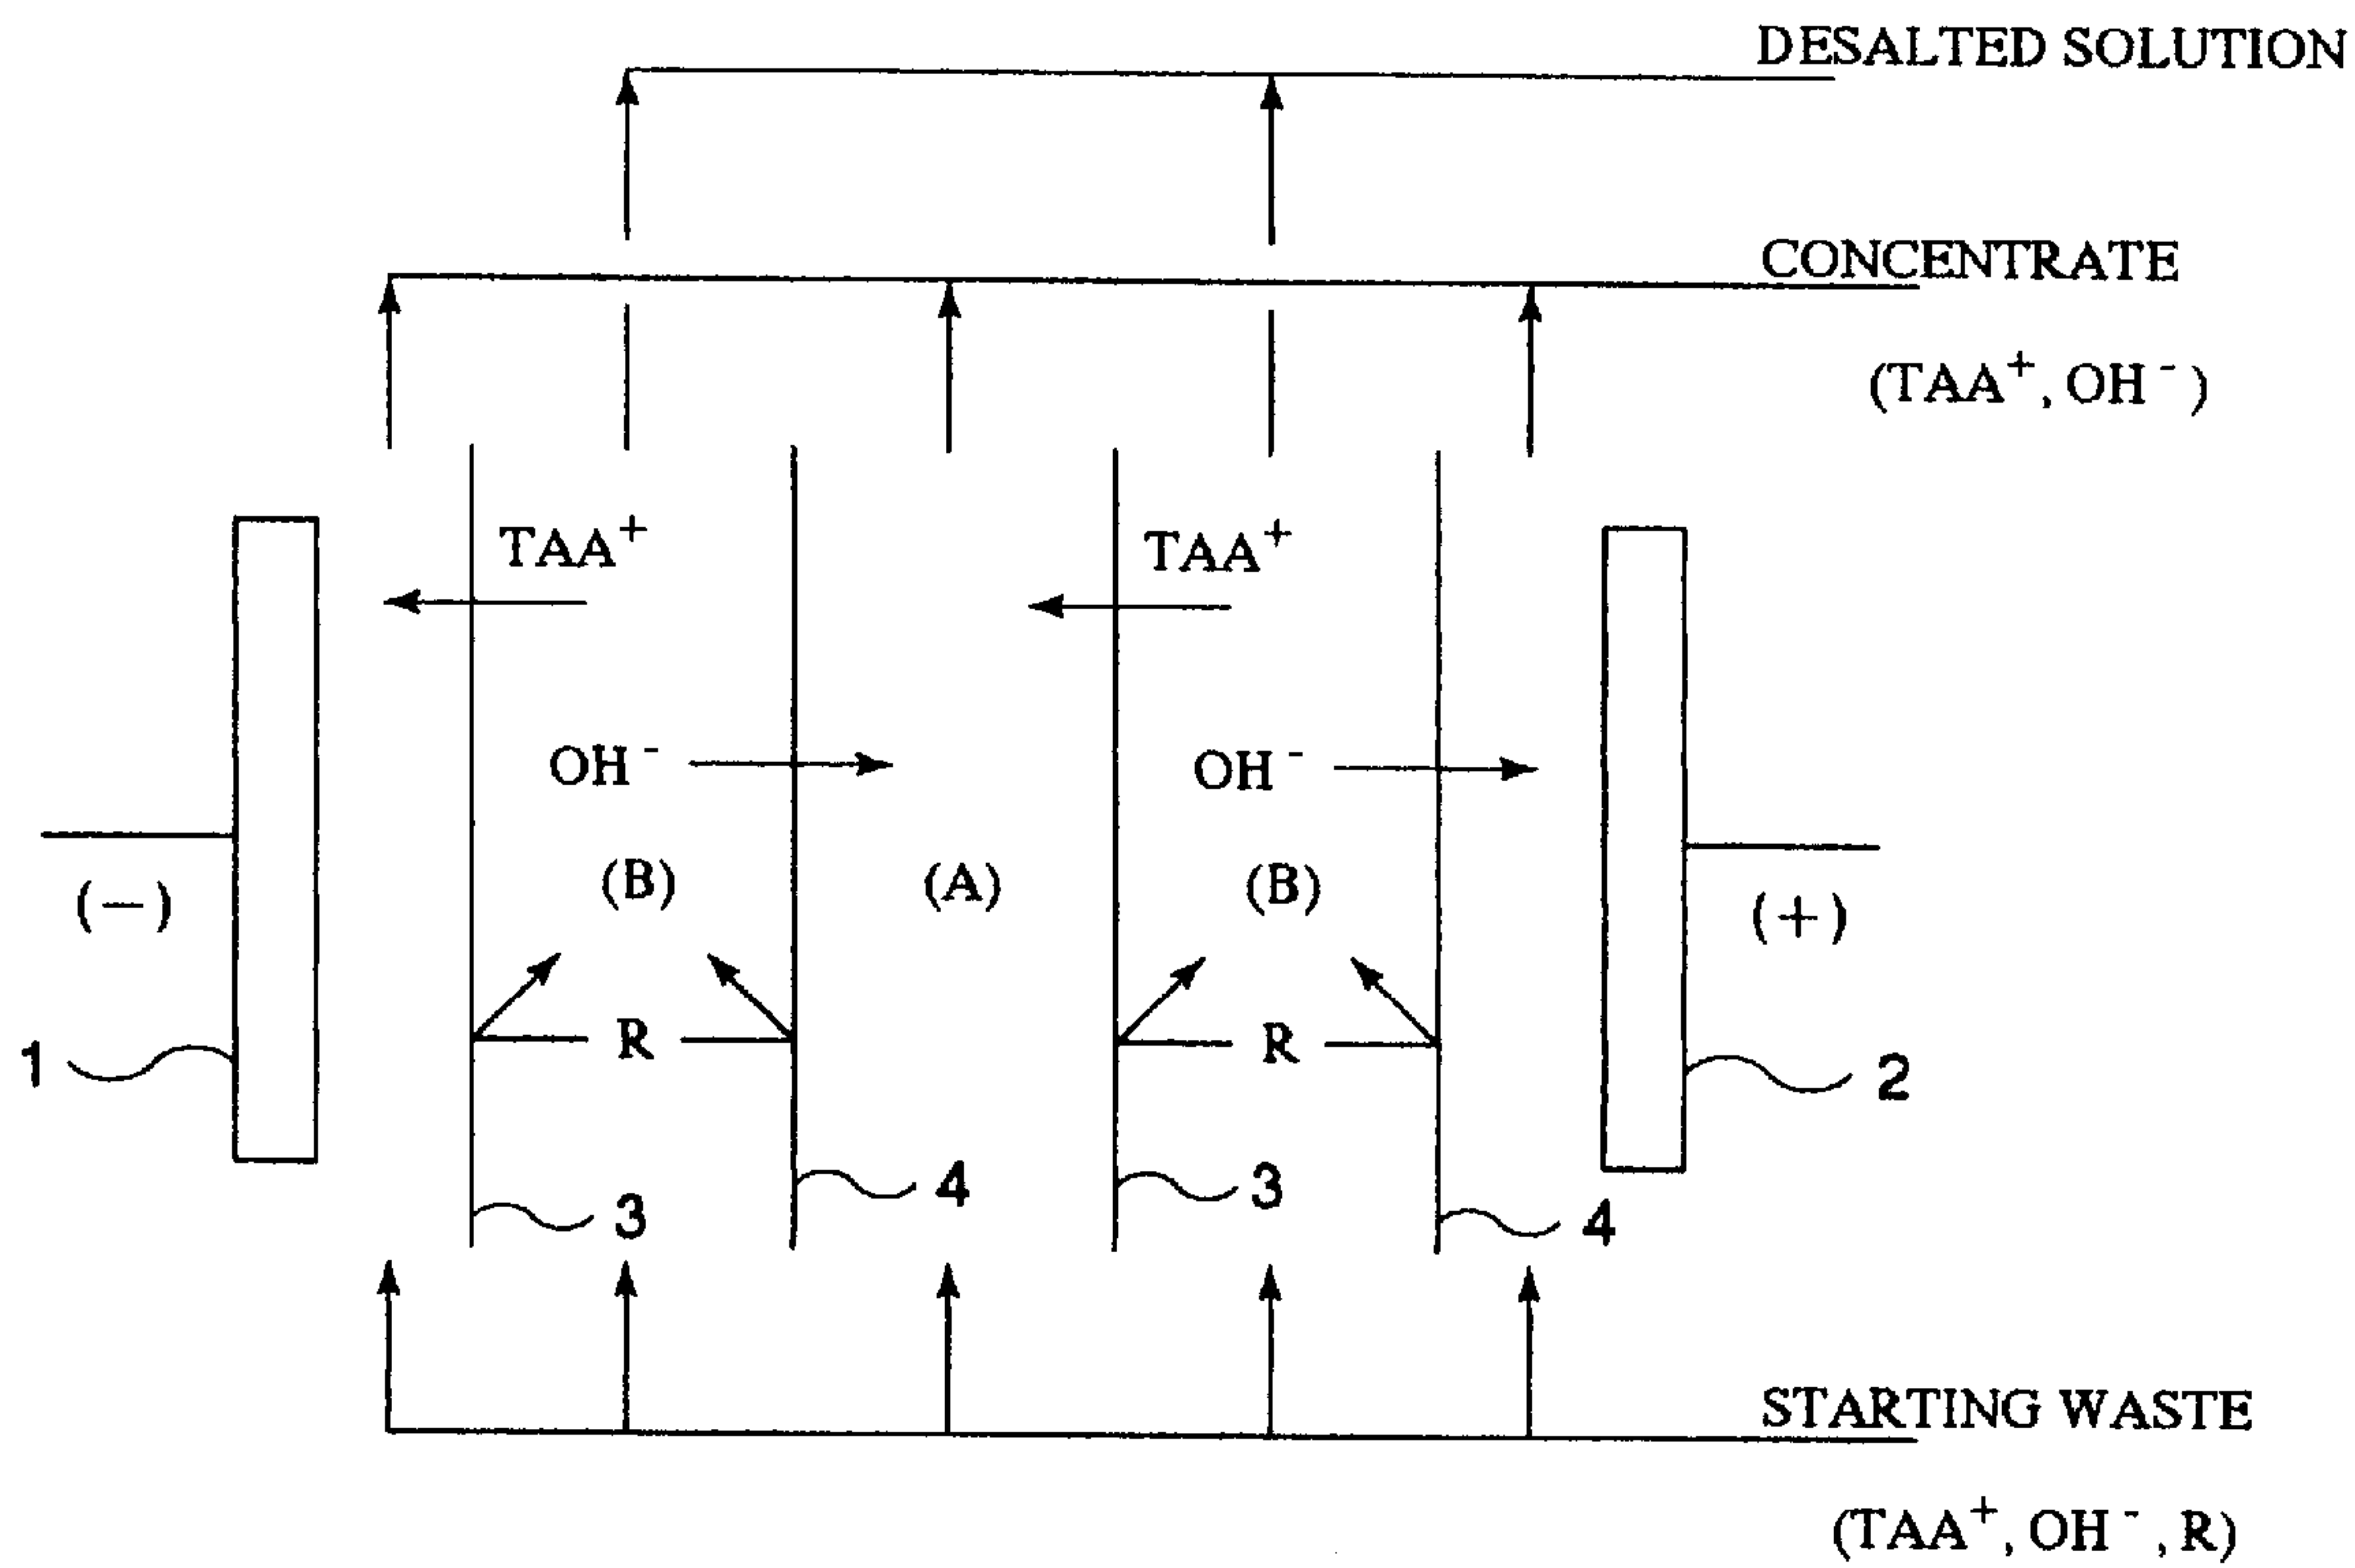 DESALTED SOLUTION
CONCENTRATE
(TAA⁺, OH⁻)
TAA⁺ TAA⁺
OH⁻ OH⁻
(B) (A) (B)
(−) (+)
R R
1 2
4 3
3 4
STARTING WASTE
(TAA⁺, OH⁻, R)